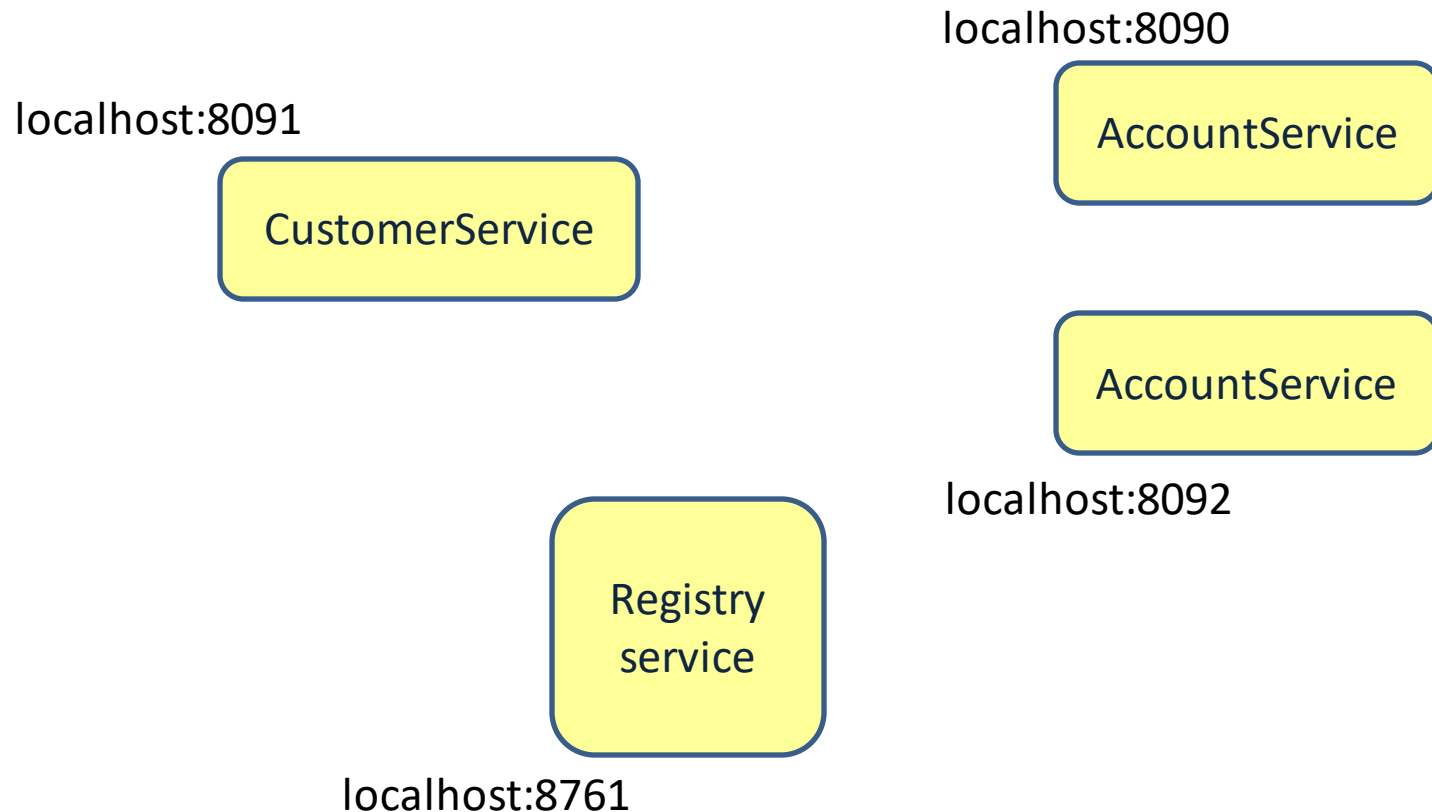 localhost:8090
AccountService
localhost:8091
CustomerService
AccountService
localhost:8092
Registry
service
localhost:8761